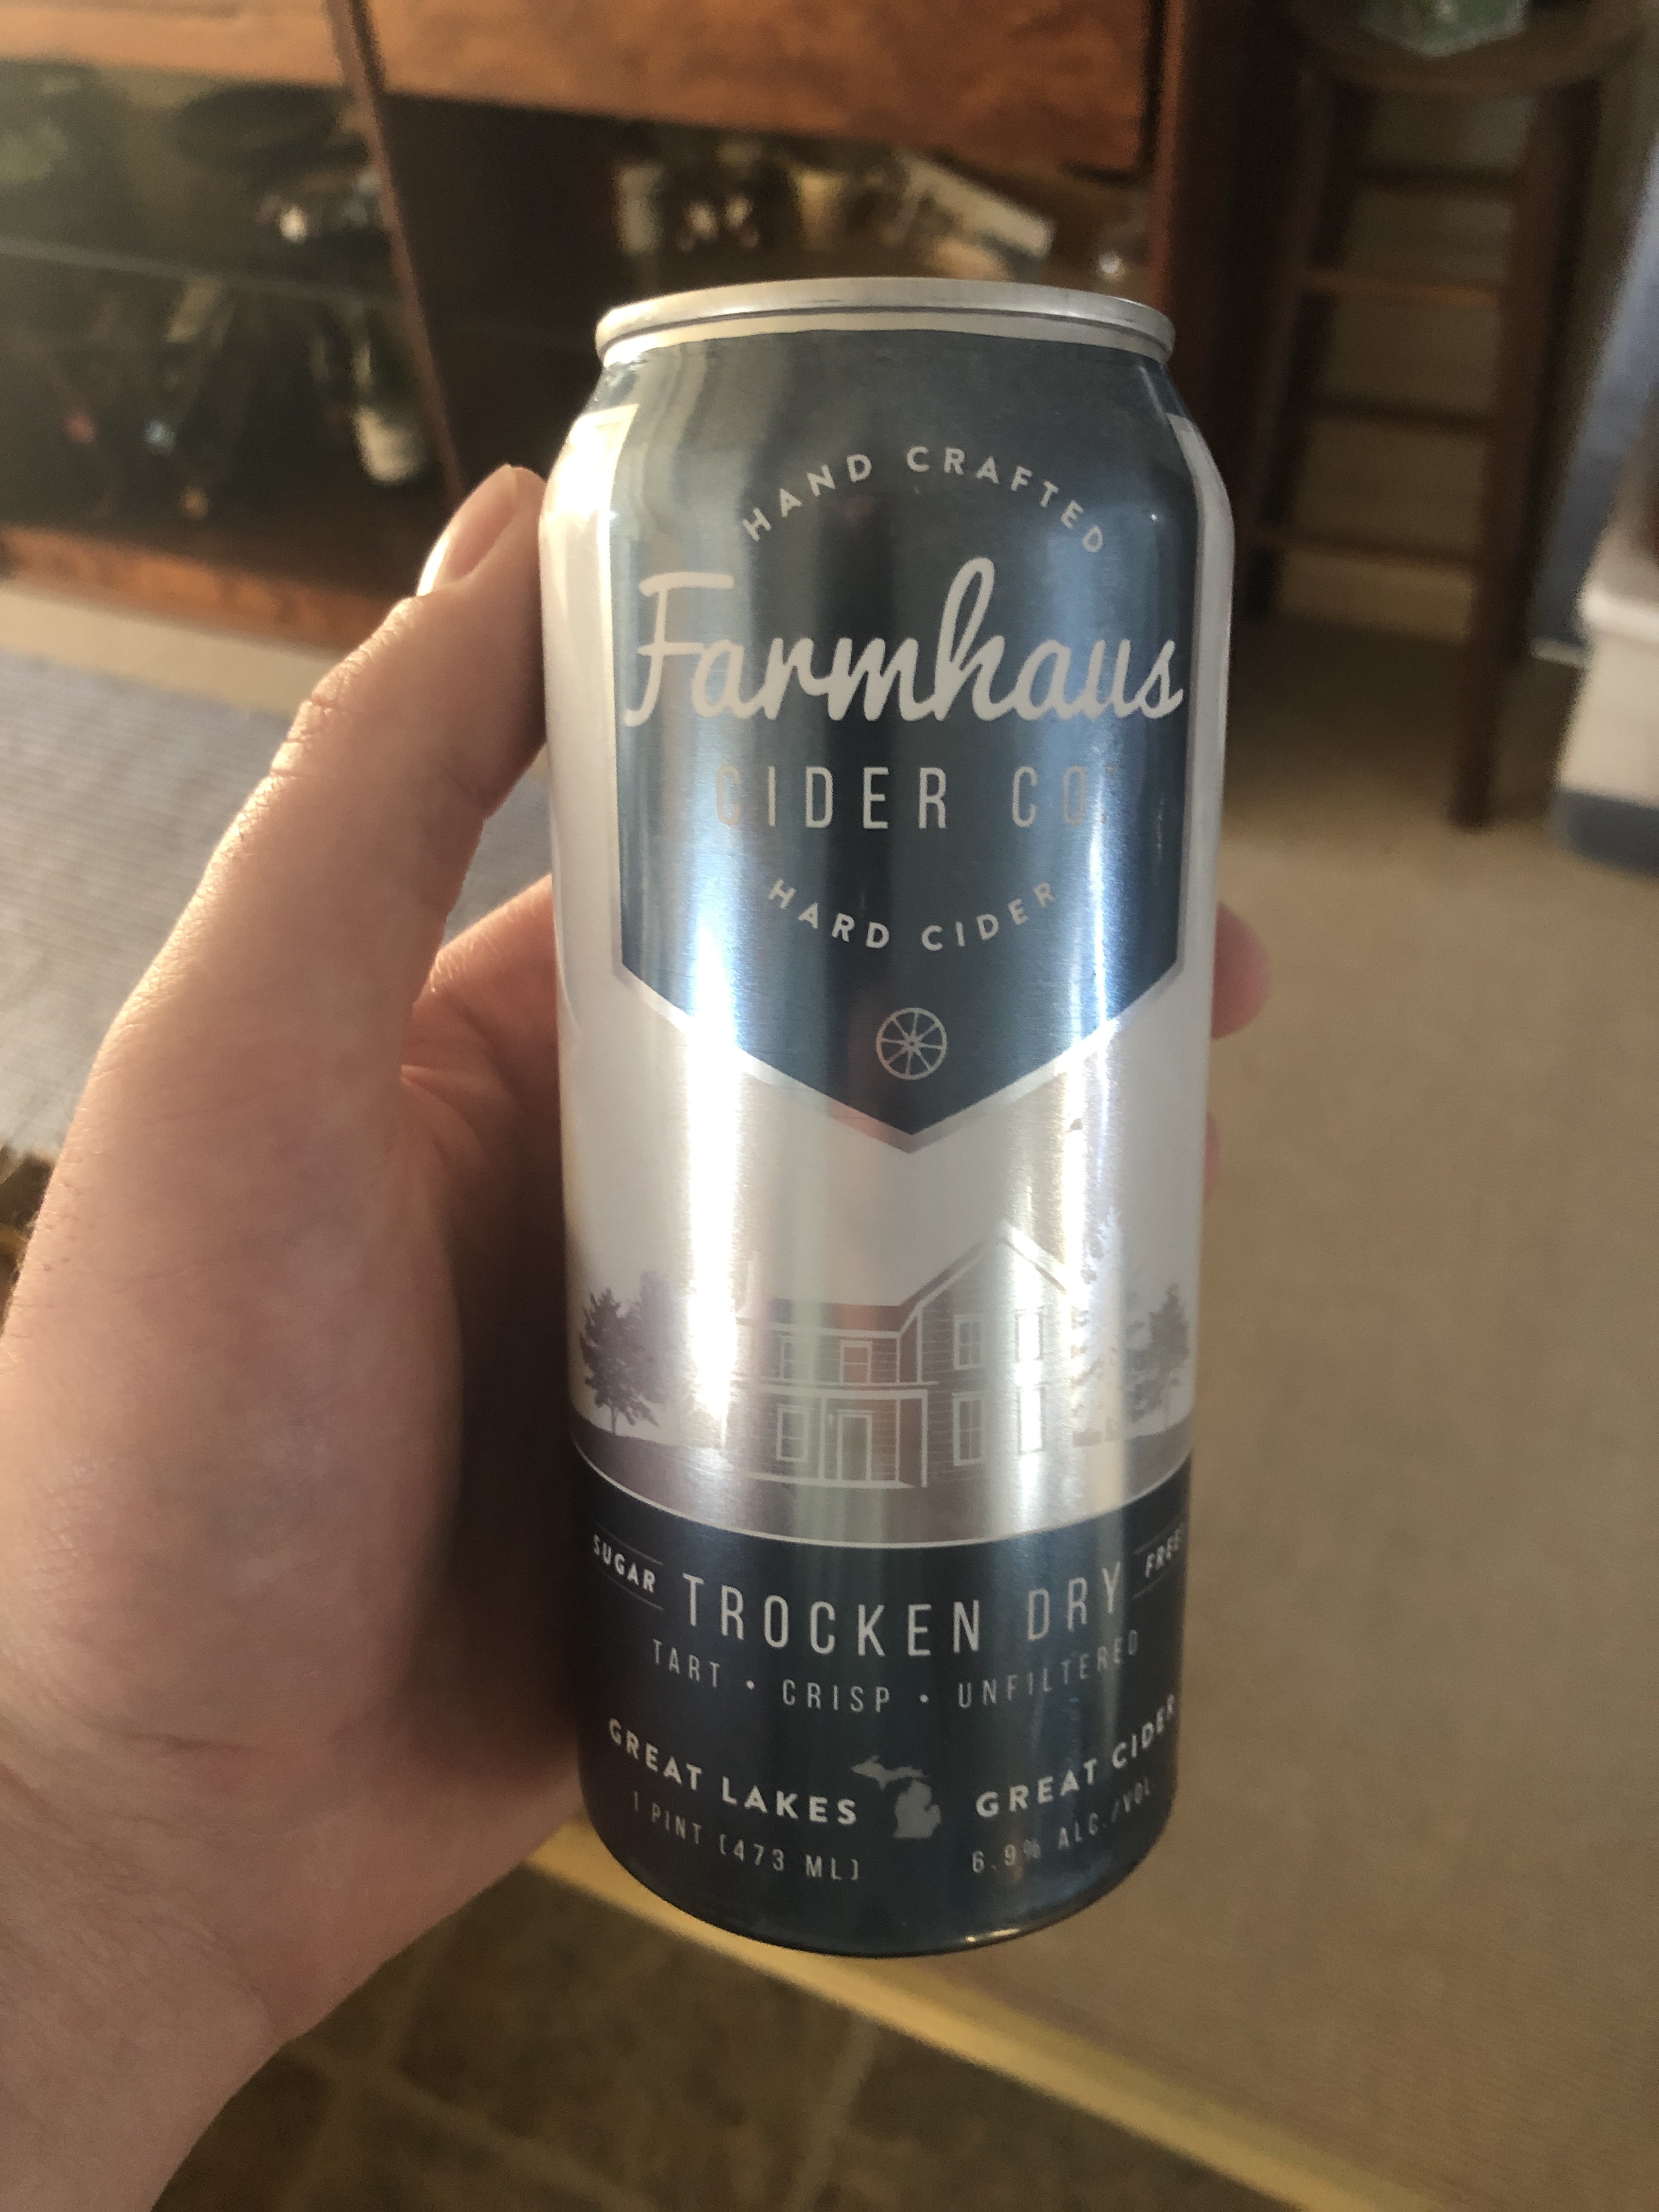 HAND CRAFTED
Farmhaus
CIDER CO.
HARD CIDER
SUGAR TROCKEN DRY FREE
TART • CRISP • UNFILTERED
GREAT LAKES GREAT CIDER
1 PINT (473 ML) 6.9% ALC./VOL